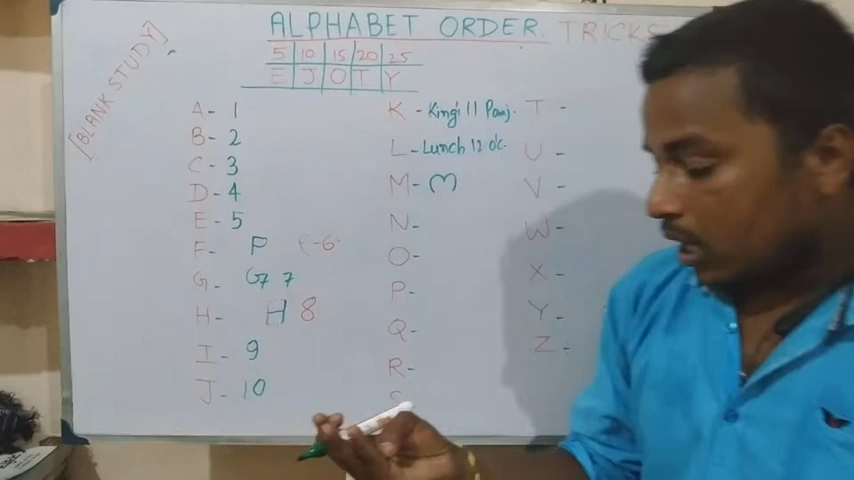 ALPHABET ORDER TRICKS
[BLANK STUDY]
5 10 15 20 25
E J O T Y
A - 1
B - 2
C - 3
D - 4
E - 5
F - F F-6
G - G7 7
H - H 8
I - 9
J - 10
K - King's 11 Panj.
L - Lunch 12 o'c.
M - M
N -
O -
P -
Q -
R -
S
T -
U -
V -
W -
X -
Y -
Z -